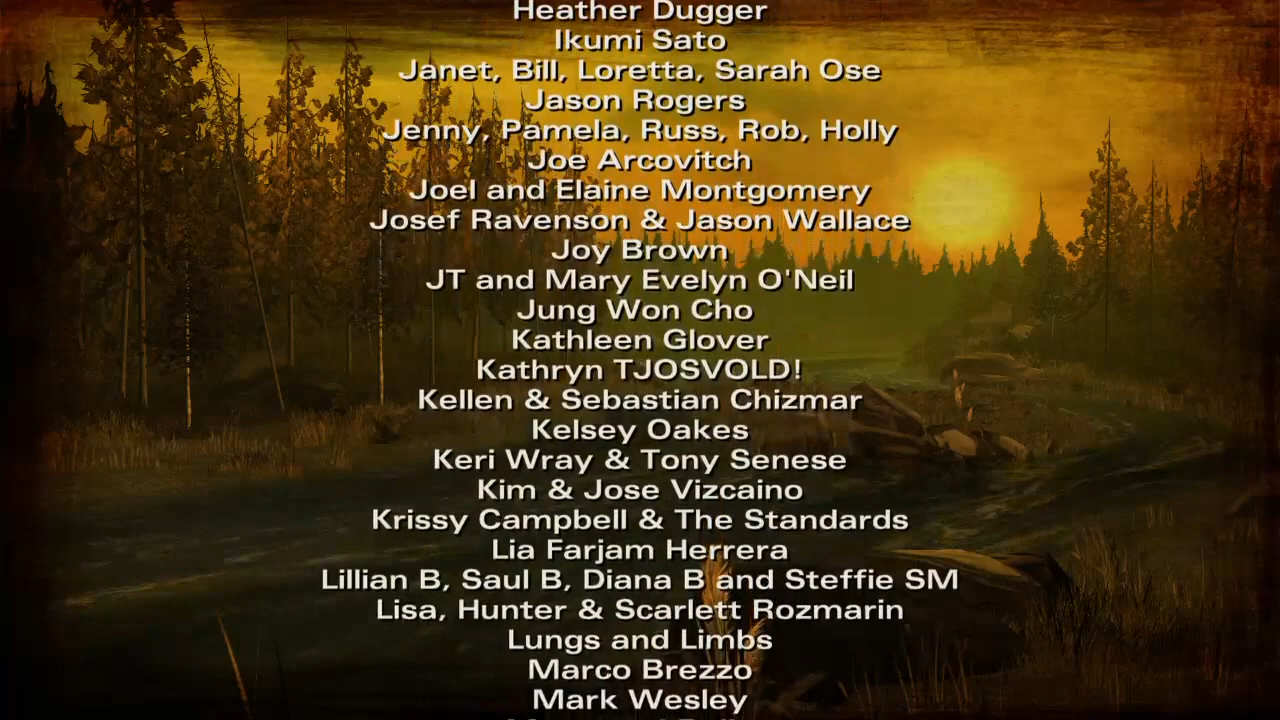 Heather Dugger
Ikumi Sato
Janet, Bill, Loretta, Sarah Ose
Jason Rogers
Jenny, Pamela, Russ, Rob, Holly
Joe Arcovitch
Joel and Elaine Montgomery
Josef Ravenson & Jason Wallace
Joy Brown
JT and Mary Evelyn O'Neil
Jung Won Cho
Kathleen Glover
Kathryn TJOSVOLD!
Kellen & Sebastian Chizmar
Kelsey Oakes
Keri Wray & Tony Senese
Kim & Jose Vizcaino
Krissy Campbell & The Standards
Lia Farjam Herrera
Lillian B, Saul B, Diana B and Steffie SM
Lisa, Hunter & Scarlett Rozmarin
Lungs and Limbs
Marco Brezzo
Mark Wesley